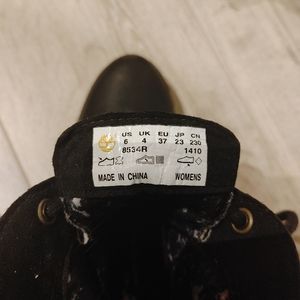 US UK EU JP CN
6 4 37 23 230
8534R 1410
MADE IN CHINA WOMENS